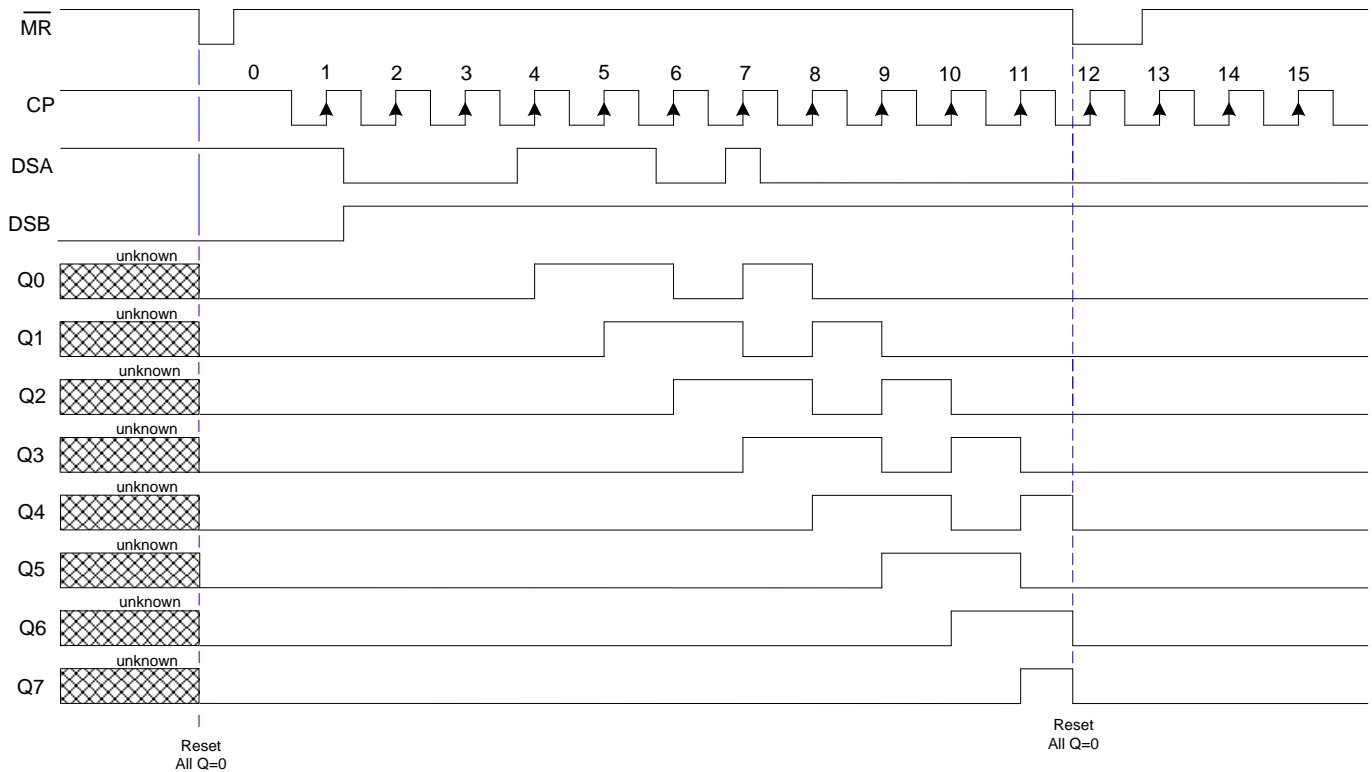 MR
0 1 2 3 4 5 6 7 8 9 10 11 12 13 14 15
CP
DSA
DSB
unknown
Q0
unknown
Q1
unknown
Q2
unknown
Q3
unknown
Q4
unknown
Q5
unknown
Q6
unknown
Q7
Reset
All Q=0
Reset
All Q=0